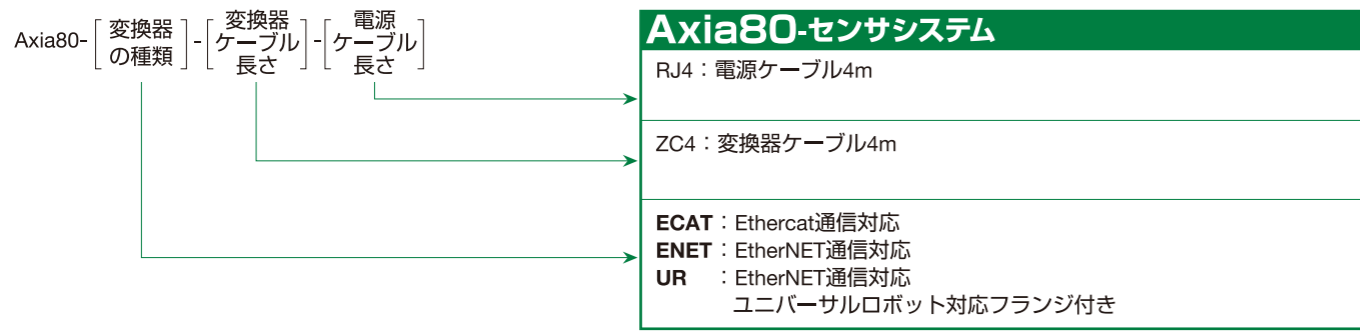 Axia80-[変換器の種類]-[変換器ケーブル長さ]-[電源ケーブル長さ]
Axia80-センサシステム
RJ4：電源ケーブル4m
ZC4：変換器ケーブル4m
ECAT：Ethercat通信対応
ENET：EtherNET通信対応
UR　：EtherNET通信対応
ユニバーサルロボット対応フランジ付き